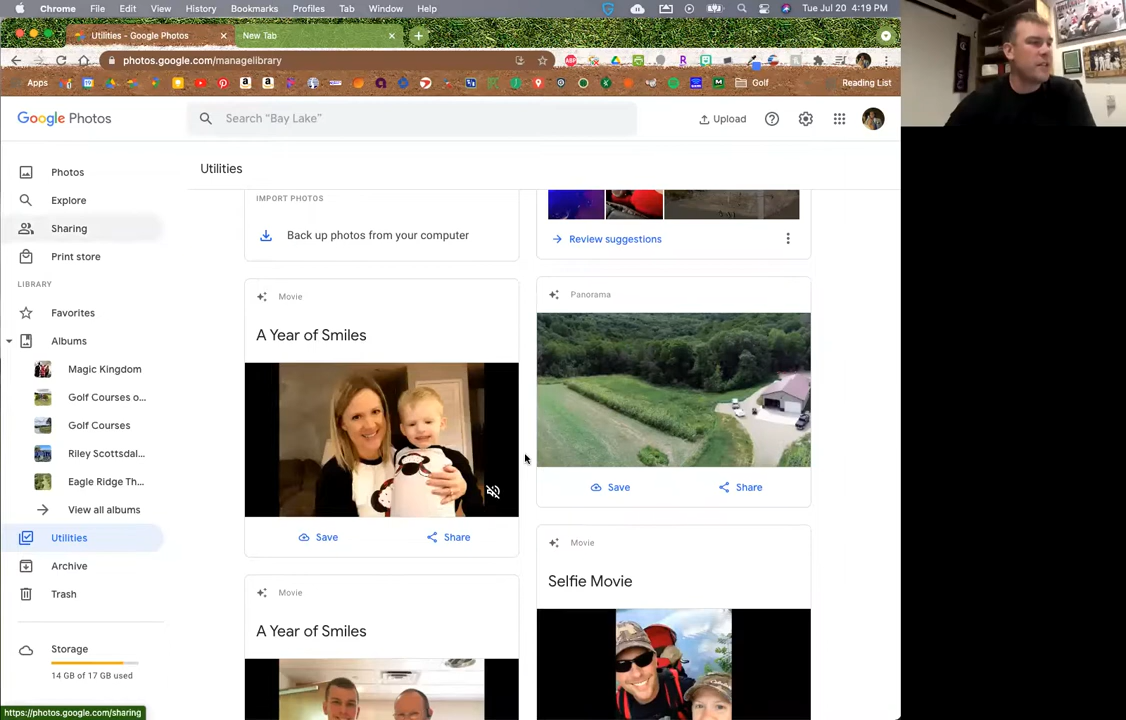 Chrome File Edit View History Bookmarks Profiles Tab Window Help Tue Jul 20 4:19 PM
Utilities - Google Photos New Tab
photos.google.com/managelibrary
Apps Golf Reading List
Google Photos Search “Bay Lake” Upload
Utilities
Photos
Explore
Sharing
Print store
LIBRARY
Favorites
Albums
Magic Kingdom
Golf Courses o...
Golf Courses
Riley Scottsdal...
Eagle Ridge Th...
View all albums
Utilities
Archive
Trash
Storage
14 GB of 17 GB used
https://photos.google.com/sharing
IMPORT PHOTOS
Back up photos from your computer
Movie
A Year of Smiles
Save Share
Movie
A Year of Smiles
Review suggestions
Panorama
Save Share
Movie
Selfie Movie